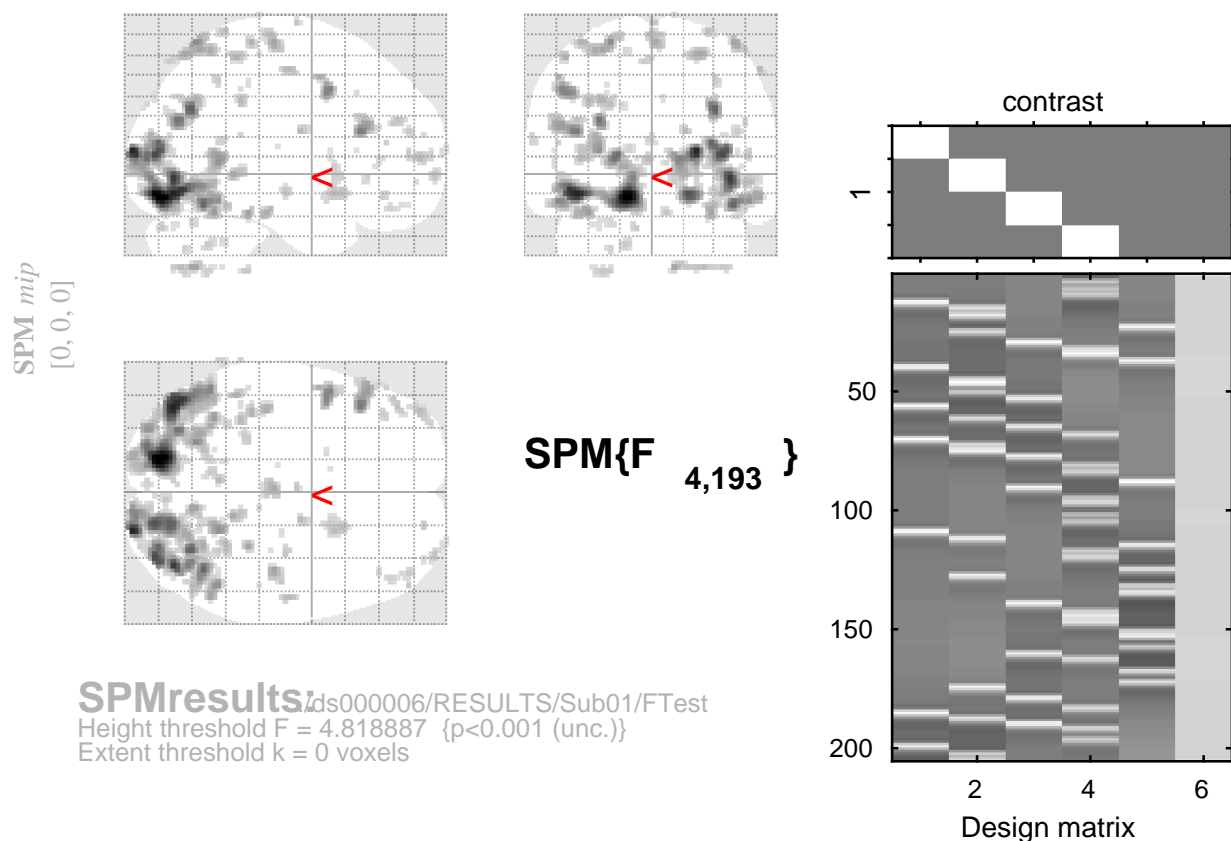 SPM mip
[0, 0, 0]
<
<
<
SPM{F 4,193 }
contrast
1
50
100
150
200
2 4 6
Design matrix
SPMresults: /ds000006/RESULTS/Sub01/FTest
Height threshold F = 4.818887 {p<0.001 (unc.)}
Extent threshold k = 0 voxels